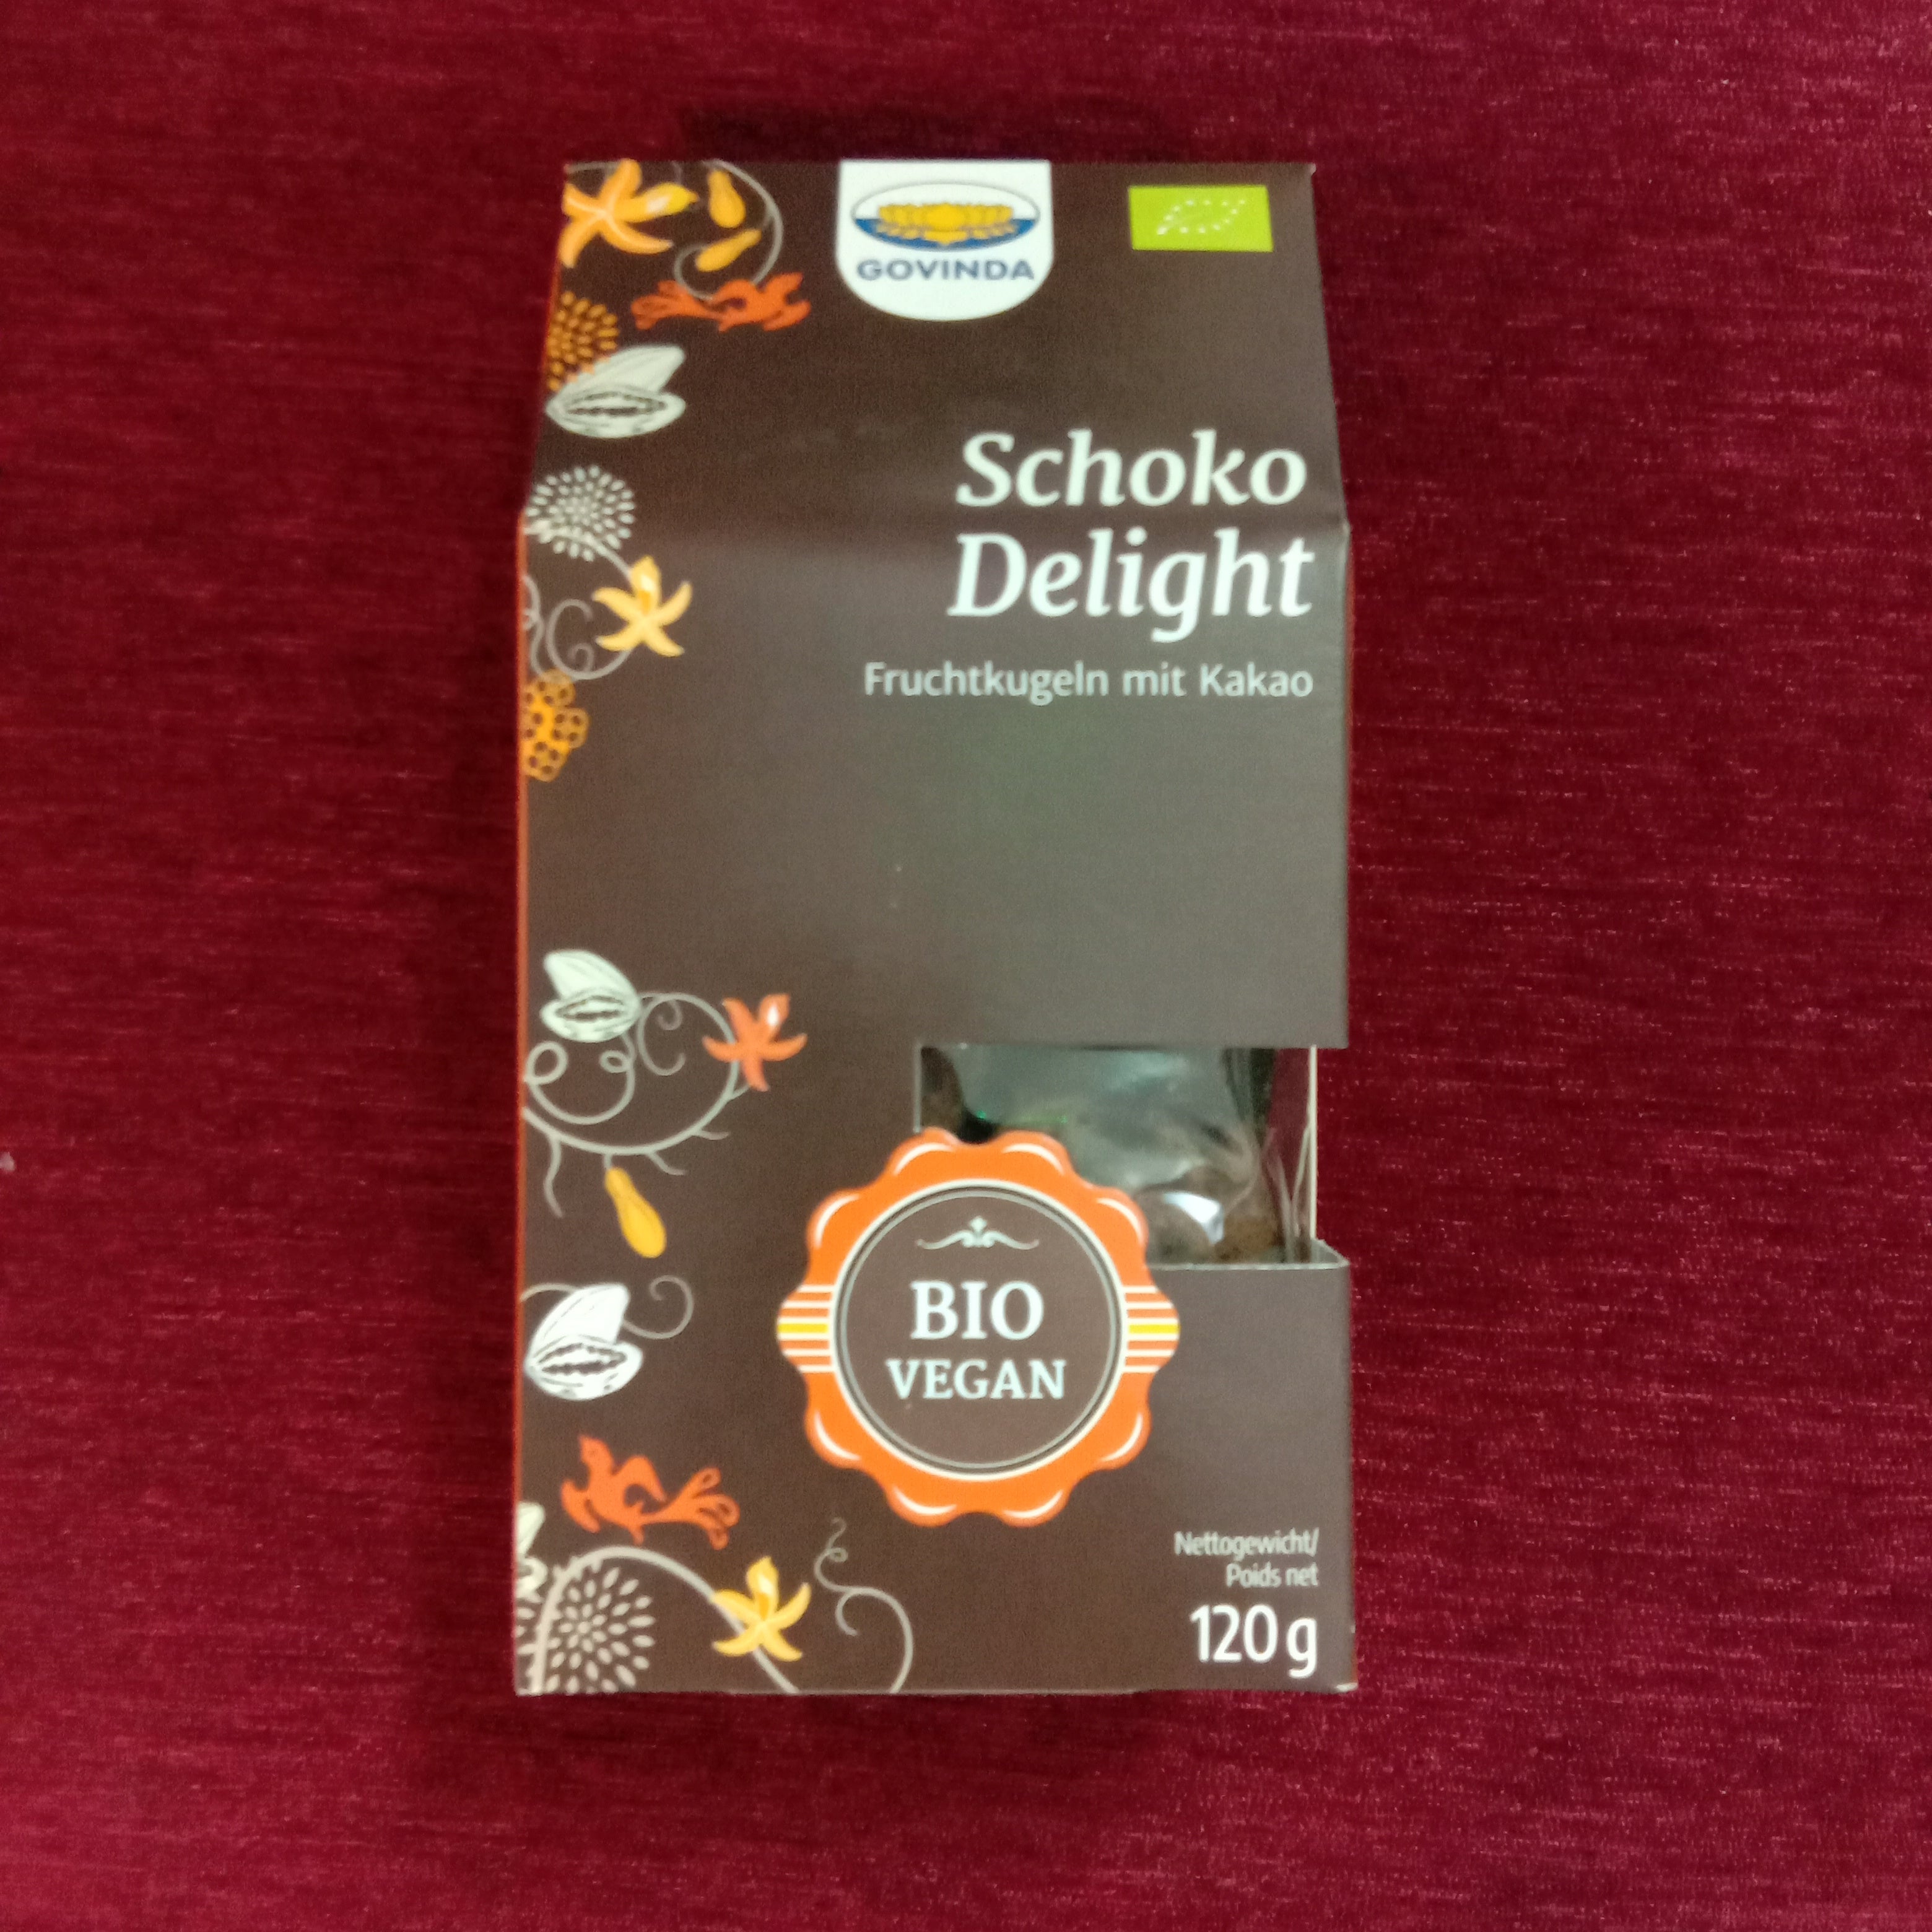 GOVINDA
Schoko
Delight
Fruchtkugeln mit Kakao
BIO
VEGAN
Nettogewicht/
Poids net
120 g